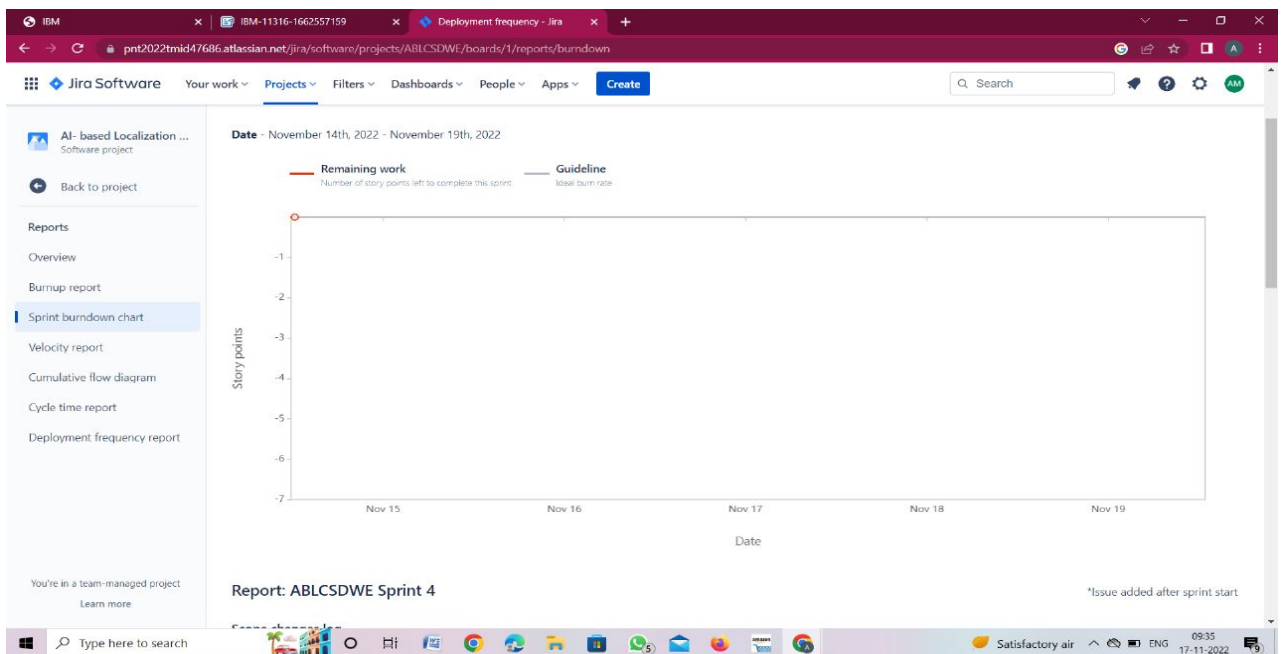 IBM
IBM-11316-1662557159
Deployment frequency - Jira
pnt2022tmid47686.atlassian.net/jira/software/projects/ABLCSDWE/boards/1/reports/burndown
A
Jira Software
Your work
Projects
Filters
Dashboards
People
Apps
Create
Search
AM
AI- based Localization ...
Software project
Back to project
Reports
Overview
Burnup report
Sprint burndown chart
Velocity report
Cumulative flow diagram
Cycle time report
Deployment frequency report
You're in a team-managed project
Learn more
Date - November 14th, 2022 - November 19th, 2022
Remaining work
Number of story points left to complete this sprint
Guideline
Ideal burn rate
Story points
-1
-2
-3
-4
-5
-6
-7
Nov 15
Nov 16
Nov 17
Nov 18
Nov 19
Date
Report: ABLCSDWE Sprint 4
*Issue added after sprint start
Type here to search
Satisfactory air
ENG
09:35
17-11-2022